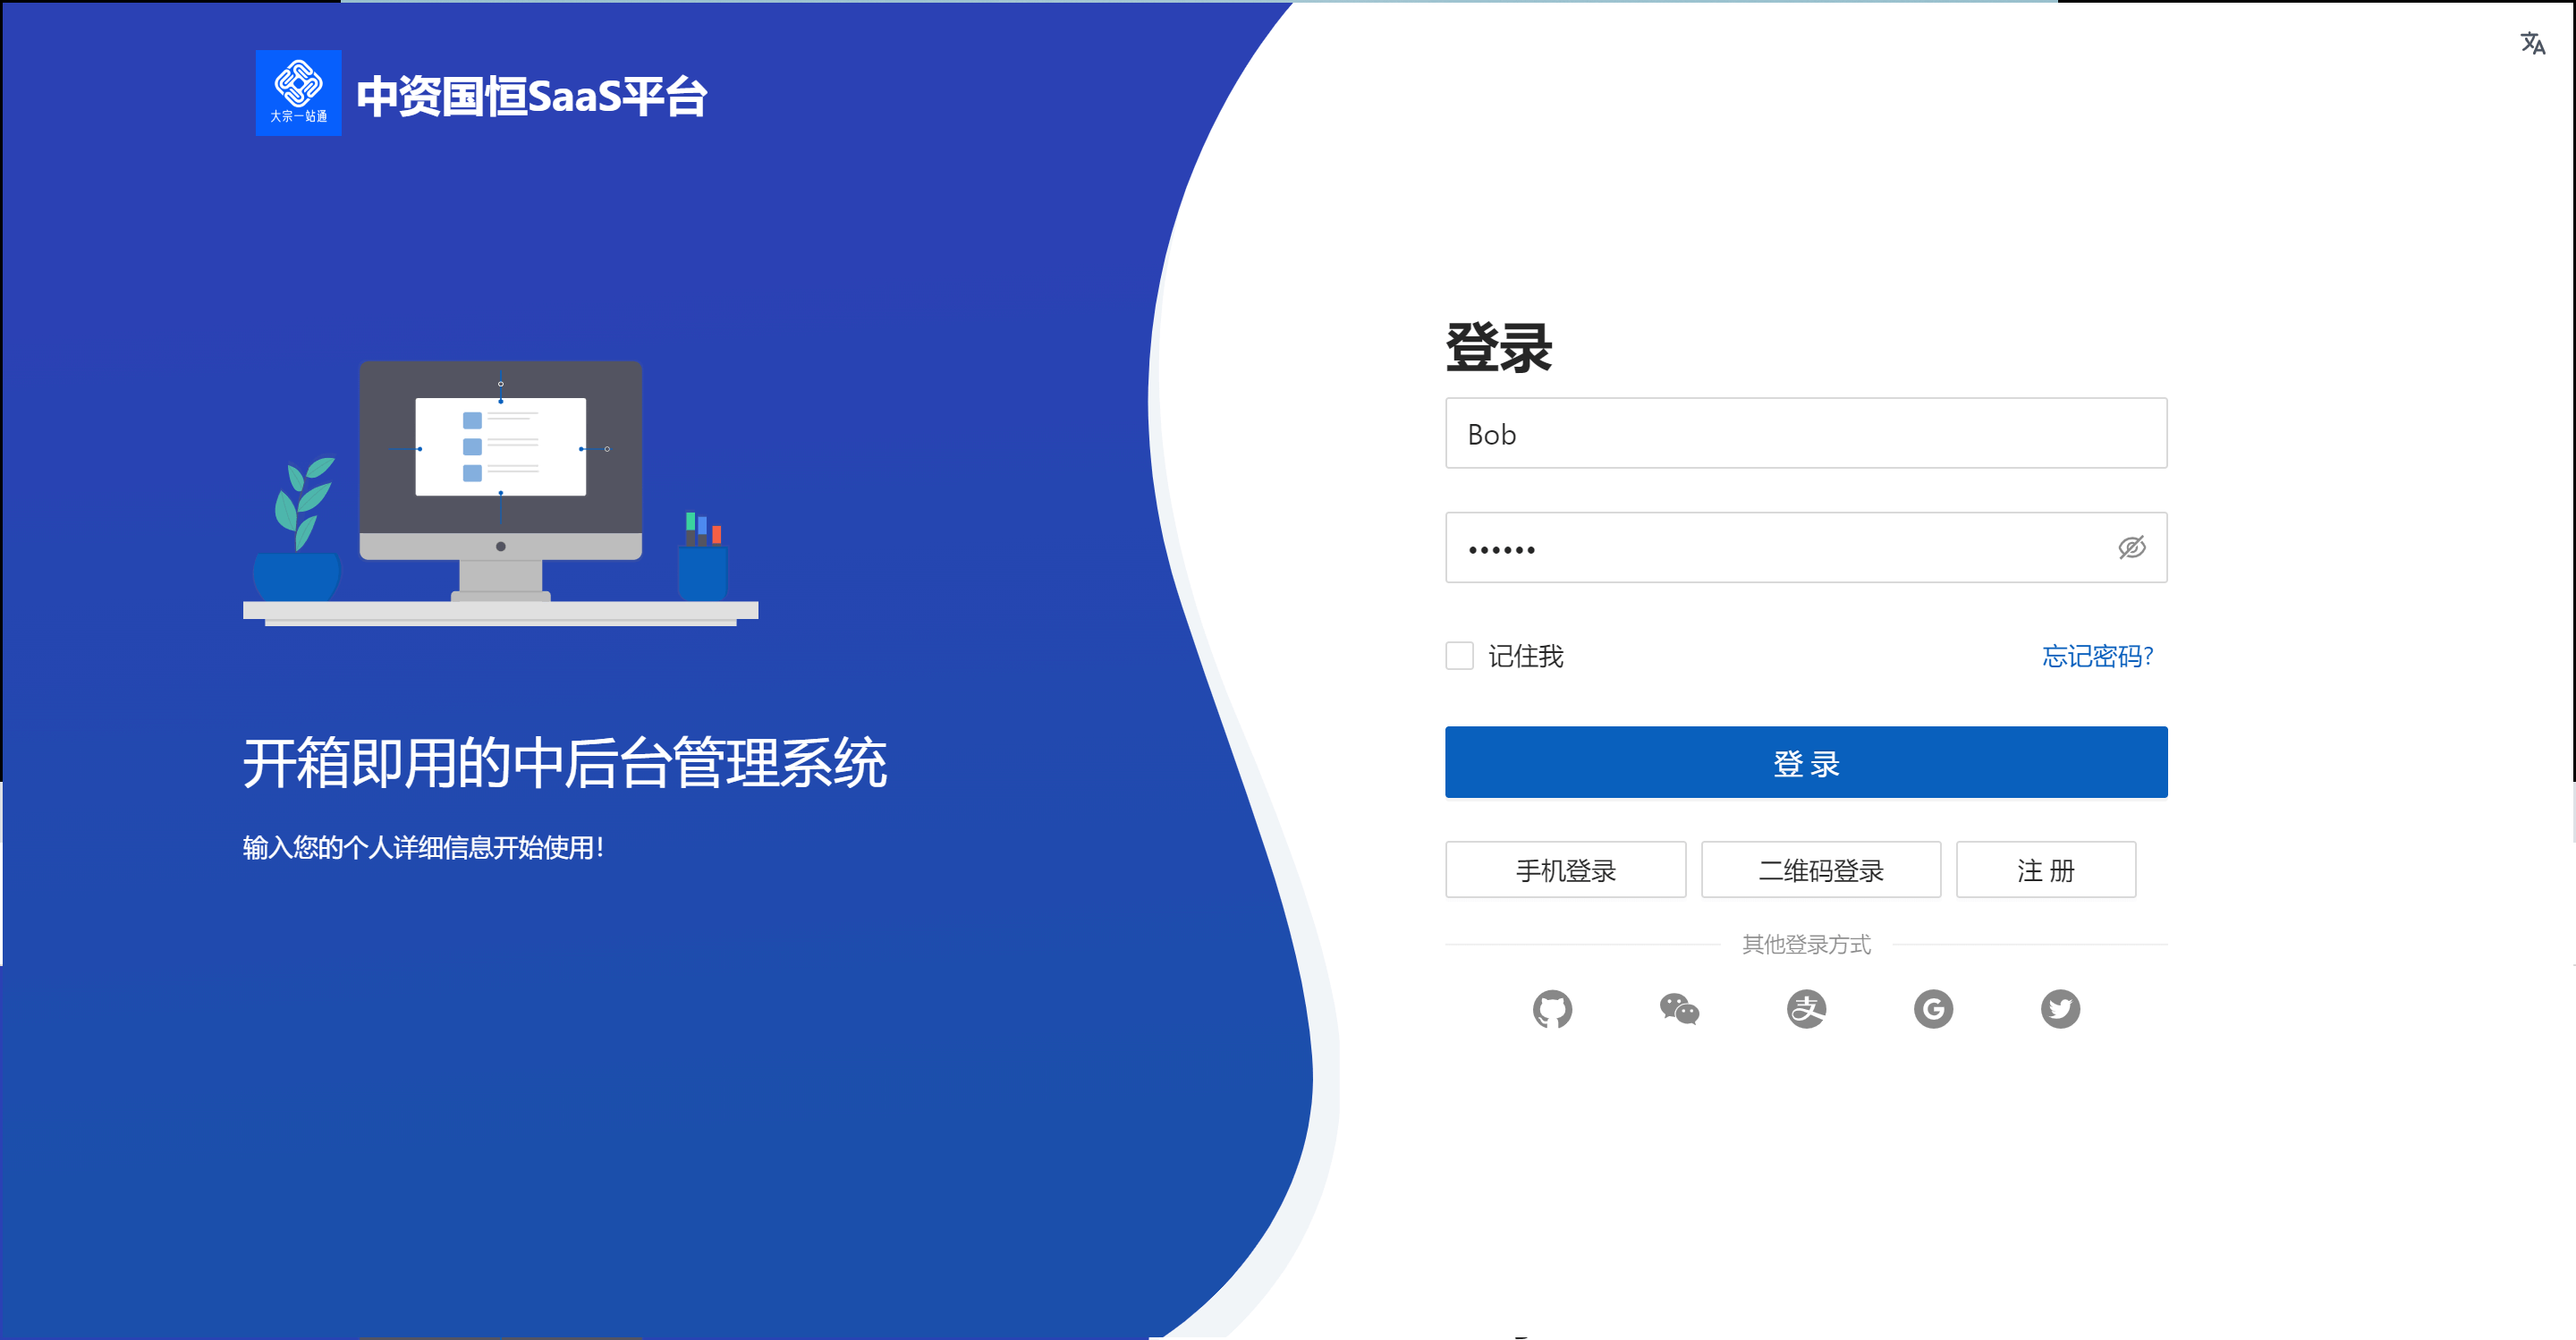 大宗一站通
中资国恒SaaS平台
开箱即用的中后台管理系统
输入您的个人详细信息开始使用！
登录
Bob
••••••
记住我
忘记密码?
登 录
手机登录
二维码登录
注 册
其他登录方式